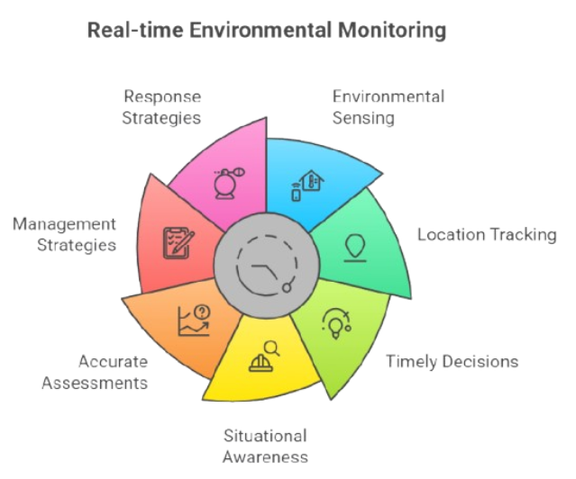 Real-time Environmental Monitoring
Response
Strategies
Environmental
Sensing
Management
Strategies
Location Tracking
Accurate
Assessments
Timely Decisions
Situational
Awareness